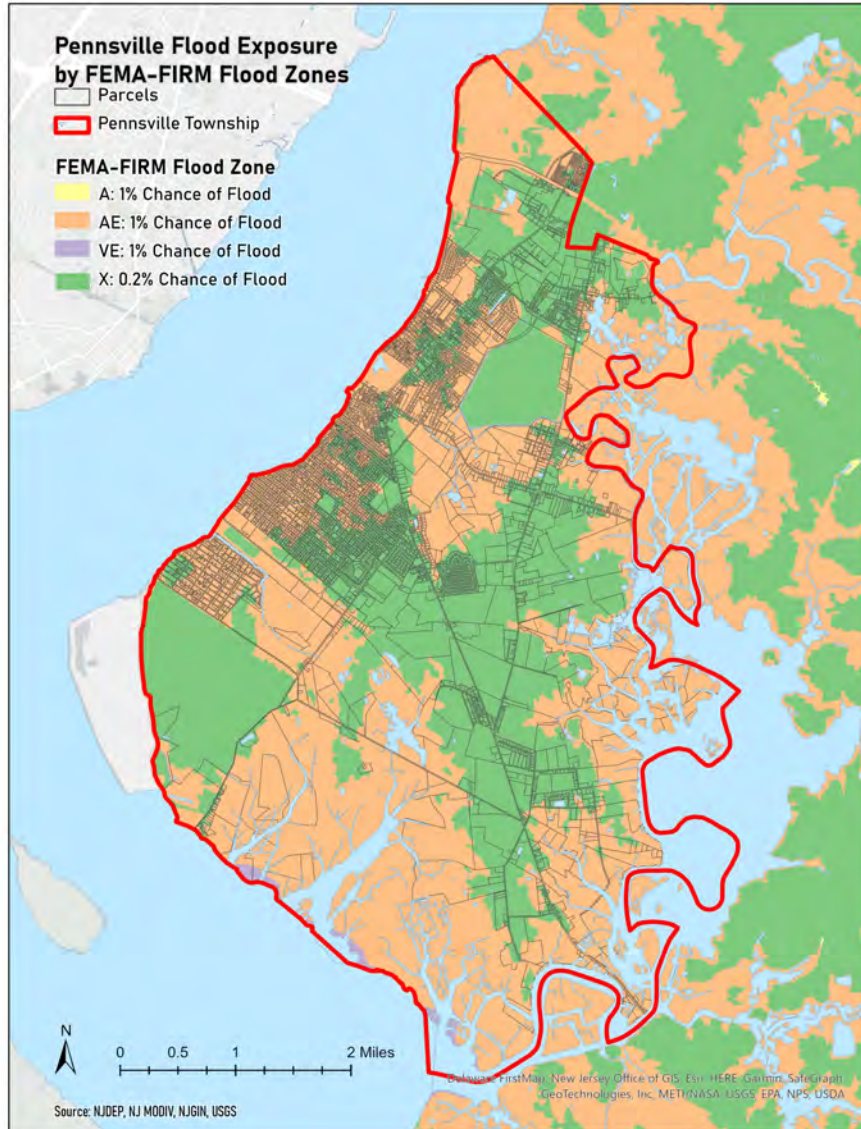 Pennsville Flood Exposure
by FEMA-FIRM Flood Zones
Parcels
Pennsville Township
FEMA-FIRM Flood Zone
A: 1% Chance of Flood
AE: 1% Chance of Flood
VE: 1% Chance of Flood
X: 0.2% Chance of Flood
N
0 0.5 1 2 Miles
Delaware FirstMap, New Jersey Office of GIS, Esri, HERE, Garmin, SafeGraph,
GeoTechnologies, Inc, METI/NASA, USGS, EPA, NPS, USDA
Source: NJDEP, NJ MODIV, NJGIN, USGS